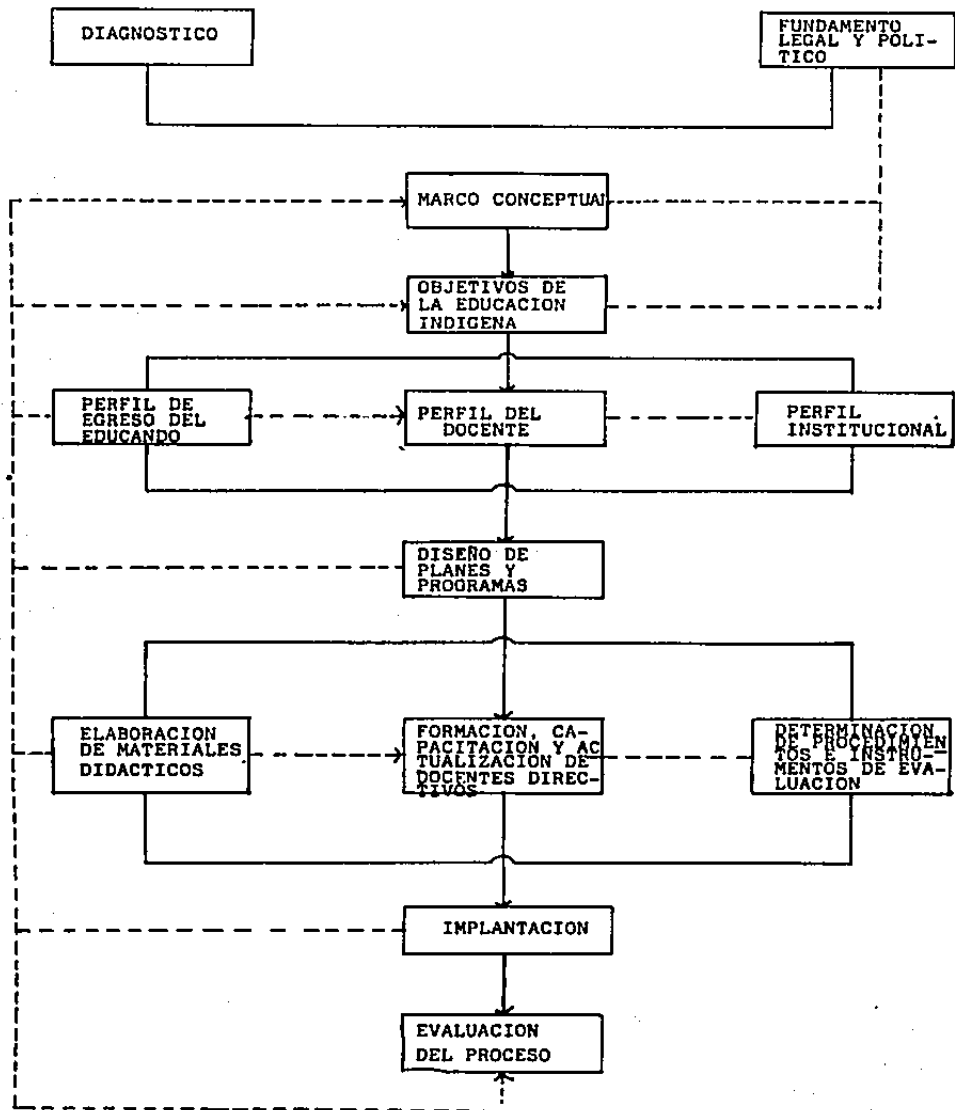 DIAGNOSTICO
FUNDAMENTO
LEGAL Y POLI-
TICO
MARCO CONCEPTUAL
OBJETIVOS DE
LA EDUCACION
INDIGENA
PERFIL DE
EGRESO DEL
EDUCANDO
PERFIL DEL
DOCENTE
PERFIL
INSTITUCIONAL
DISEÑO DE
PLANES Y
PROGRAMAS
ELABORACION
DE MATERIALES
DIDACTICOS
FORMACION, CA-
PACITACION Y AC
TUALIZACIÓN DE
DOCENTES DIREC-
TIVOS
DETERMINACION
DE PROCEDIMIEN
TOS E INSTRU-
MENTOS DE EVA-
LUACION
IMPLANTACION
EVALUACION
DEL PROCESO